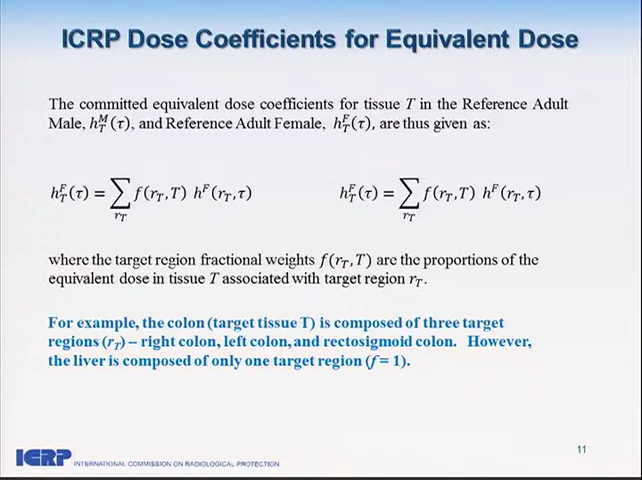 ICRP Dose Coefficients for Equivalent Dose
The committed equivalent dose coefficients for tissue T in the Reference Adult
Male, h_T^M(τ), and Reference Adult Female, h_T^F(τ), are thus given as:
h_T^F(τ) = ∑_{r_T} f(r_T, T) h^F(r_T, τ) h_T^F(τ) = ∑_{r_T} f(r_T, T) h^F(r_T, τ)
where the target region fractional weights f(r_T, T) are the proportions of the
equivalent dose in tissue T associated with target region r_T.
For example, the colon (target tissue T) is composed of three target
regions (r_T) – right colon, left colon, and rectosigmoid colon. However,
the liver is composed of only one target region (f = 1).
ICRP INTERNATIONAL COMMISSION ON RADIOLOGICAL PROTECTION
11